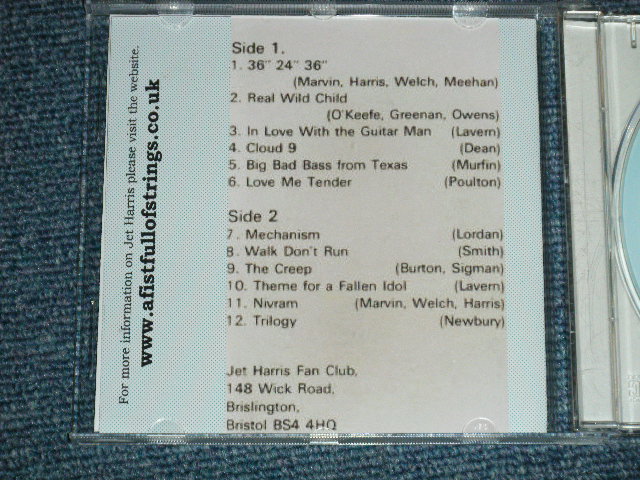 For more information on Jet Harris please visit the website.
www.afistfullofstrings.co.uk
Side 1.
1. 36" 24" 36"
(Marvin, Harris, Welch, Meehan)
2. Real Wild Child
(O'Keefe, Greenan, Owens)
3. In Love With the Guitar Man (Lavern)
4. Cloud 9 (Dean)
5. Big Bad Bass from Texas (Murfin)
6. Love Me Tender (Poulton)
Side 2
7. Mechanism (Lordan)
8. Walk Don't Run (Smith)
9. The Creep (Burton, Sigman)
10. Theme for a Fallen Idol (Lavern)
11. Nivram (Marvin, Welch, Harris)
12. Trilogy (Newbury)
Jet Harris Fan Club,
148 Wick Road,
Brislington,
Bristol BS4 4HQ